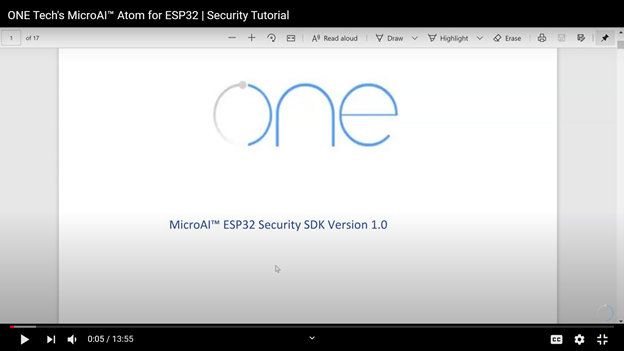 ONE Tech's MicroAI™ Atom for ESP32 | Security Tutorial
1 of 17 Read aloud Draw Highlight Erase
one
MicroAI™ ESP32 Security SDK Version 1.0
0:05 / 13:55 CC